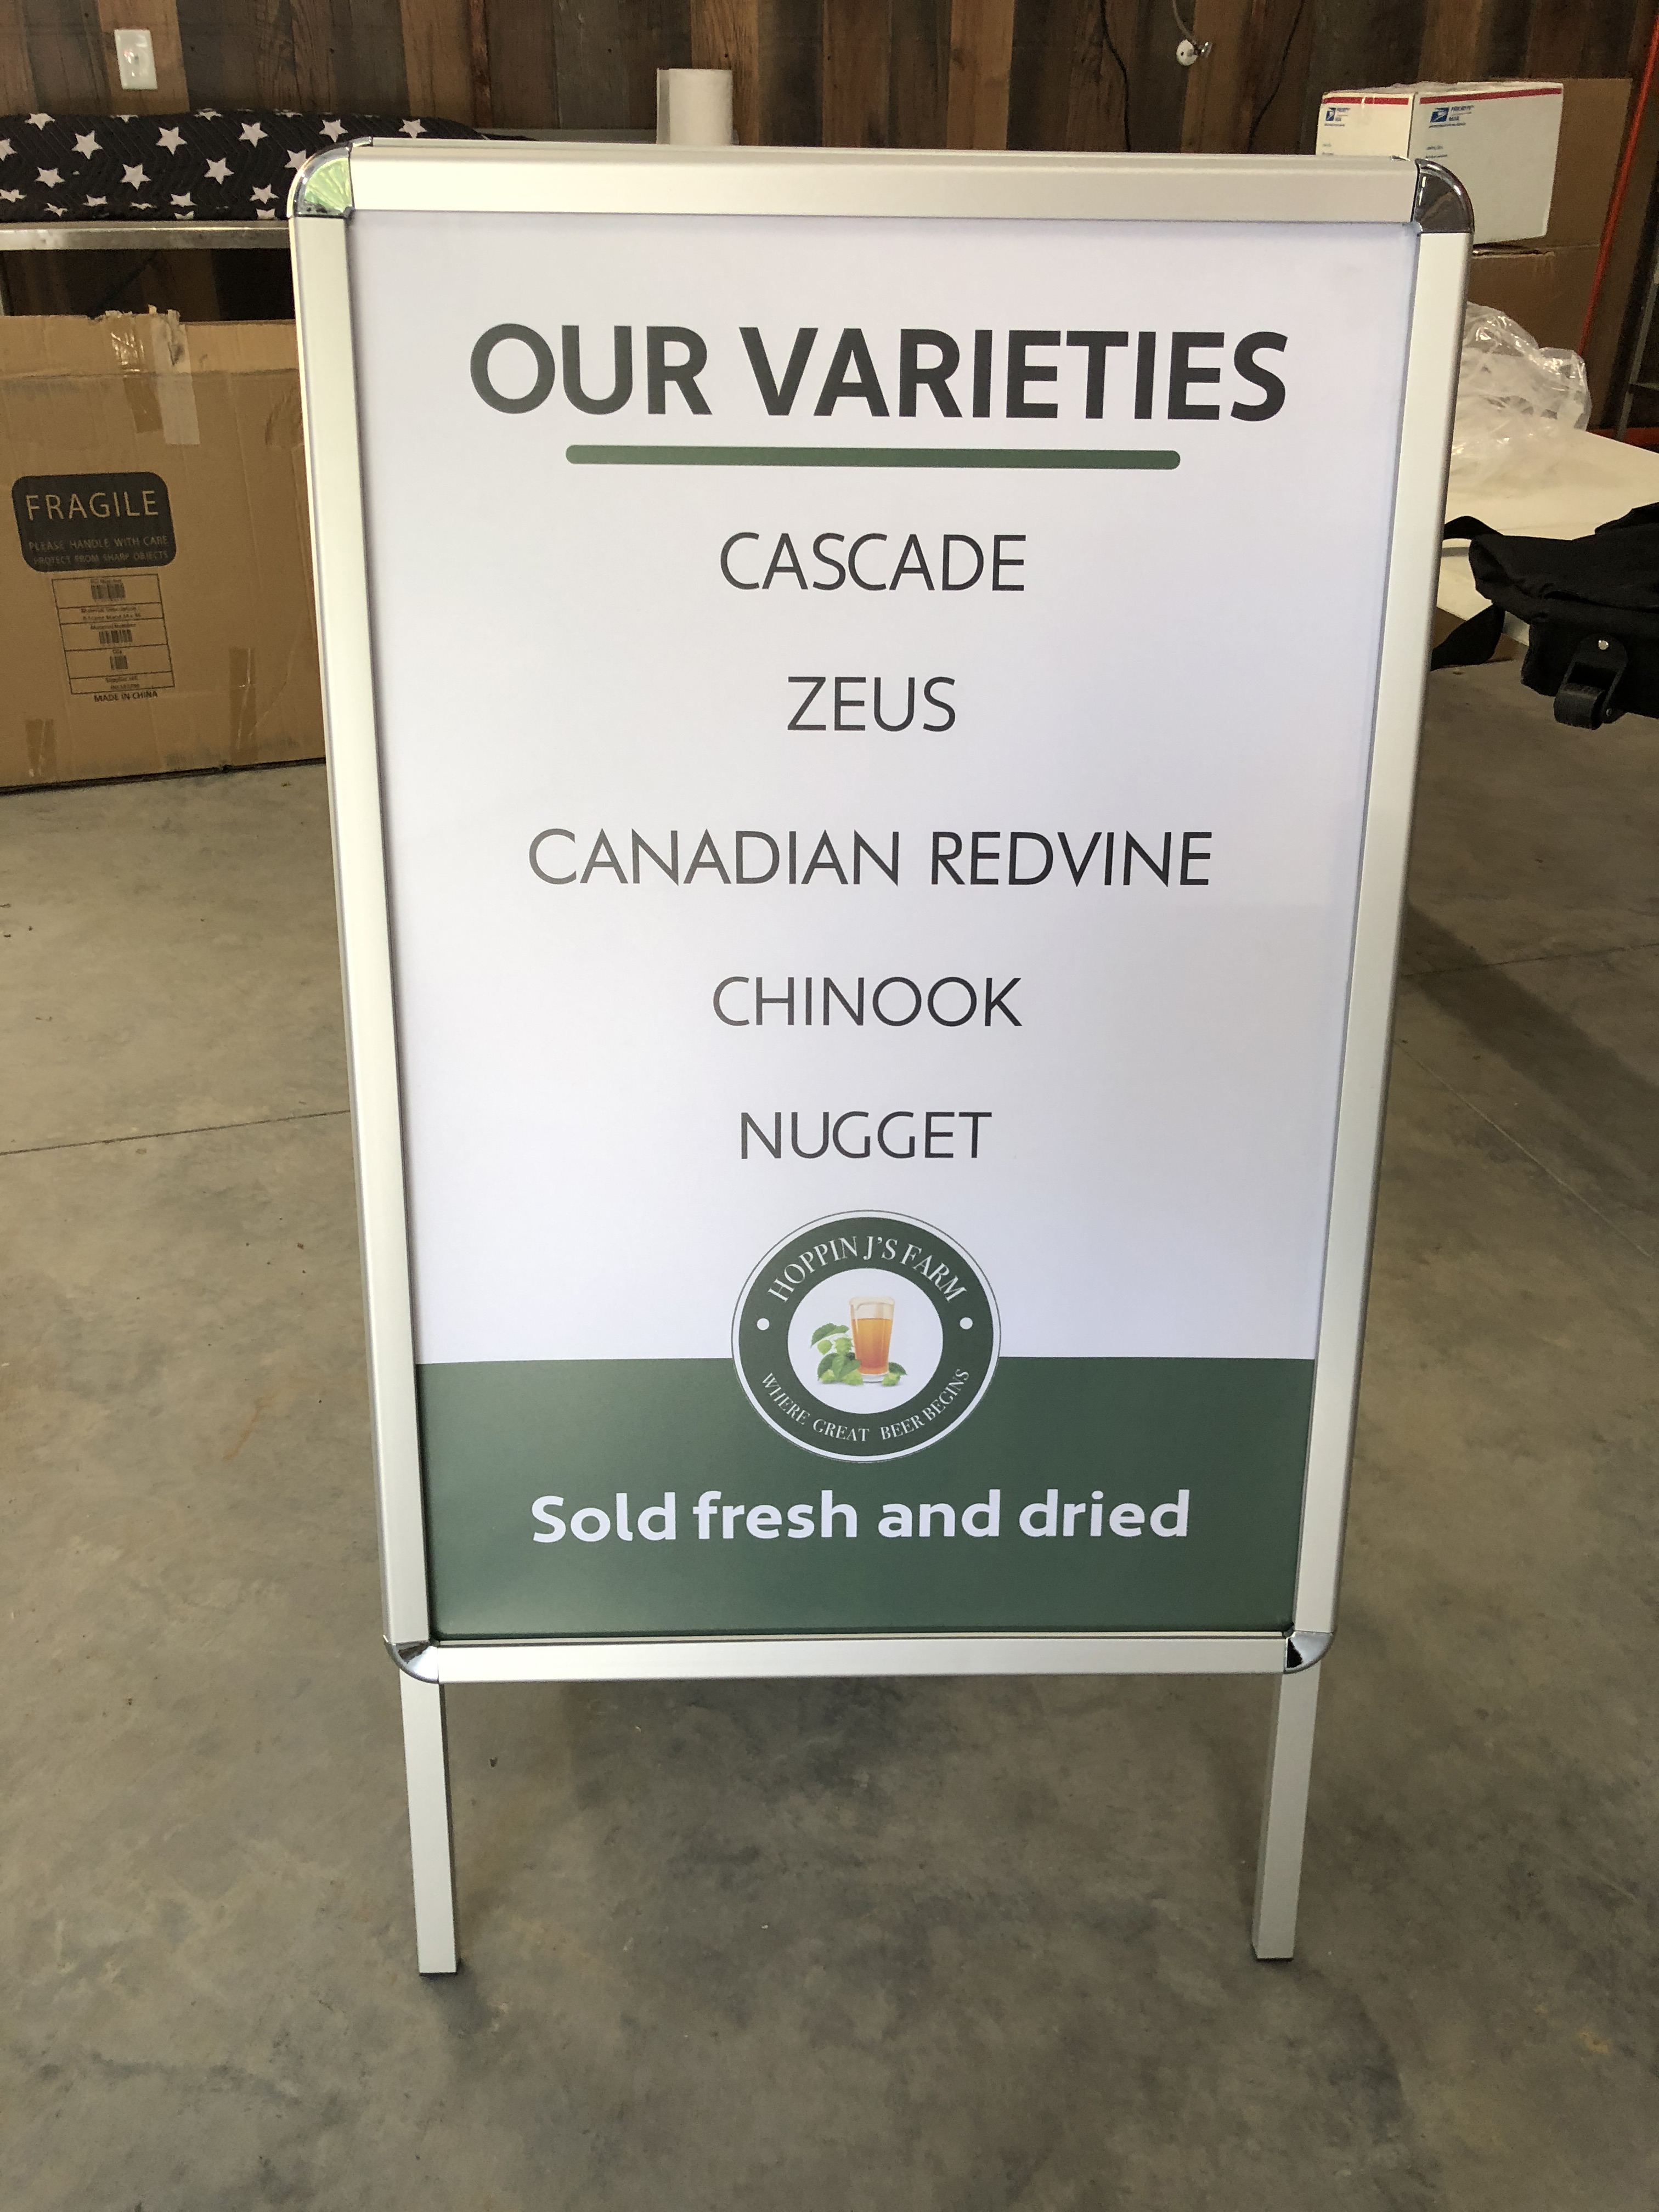 OUR VARIETIES
CASCADE
ZEUS
CANADIAN REDVINE
CHINOOK
NUGGET
HOPPIN J'S FARM
WHERE GREAT BEER BEGINS
Sold fresh and dried
FRAGILE
PLEASE HANDLE WITH CARE
PROTECT FROM SHARP OBJECTS
MADE IN CHINA